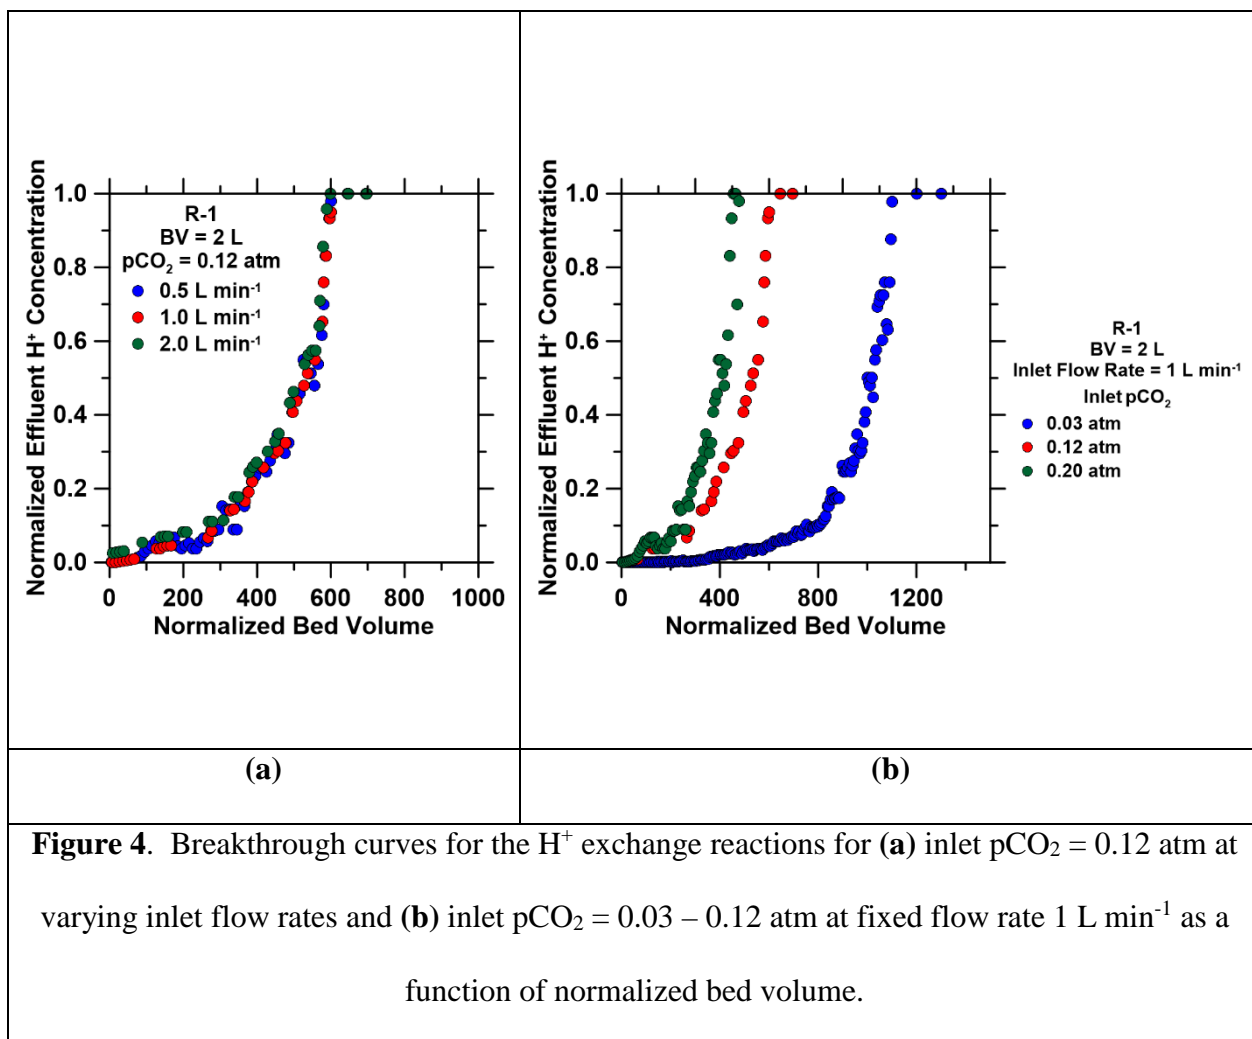 Normalized Effluent H⁺ Concentration
1.0
0.8
0.6
0.4
0.2
0.0
R-1
BV = 2 L
pCO₂ = 0.12 atm
0.5 L min⁻¹
1.0 L min⁻¹
2.0 L min⁻¹
0 200 400 600 800 1000
Normalized Bed Volume
Normalized Effluent H⁺ Concentration
1.0
0.8
0.6
0.4
0.2
0.0
0 400 800 1200
Normalized Bed Volume
R-1
BV = 2 L
Inlet Flow Rate = 1 L min⁻¹
Inlet pCO₂
0.03 atm
0.12 atm
0.20 atm
(a)
(b)
Figure 4. Breakthrough curves for the H⁺ exchange reactions for (a) inlet pCO₂ = 0.12 atm at
varying inlet flow rates and (b) inlet pCO₂ = 0.03 – 0.12 atm at fixed flow rate 1 L min⁻¹ as a
function of normalized bed volume.